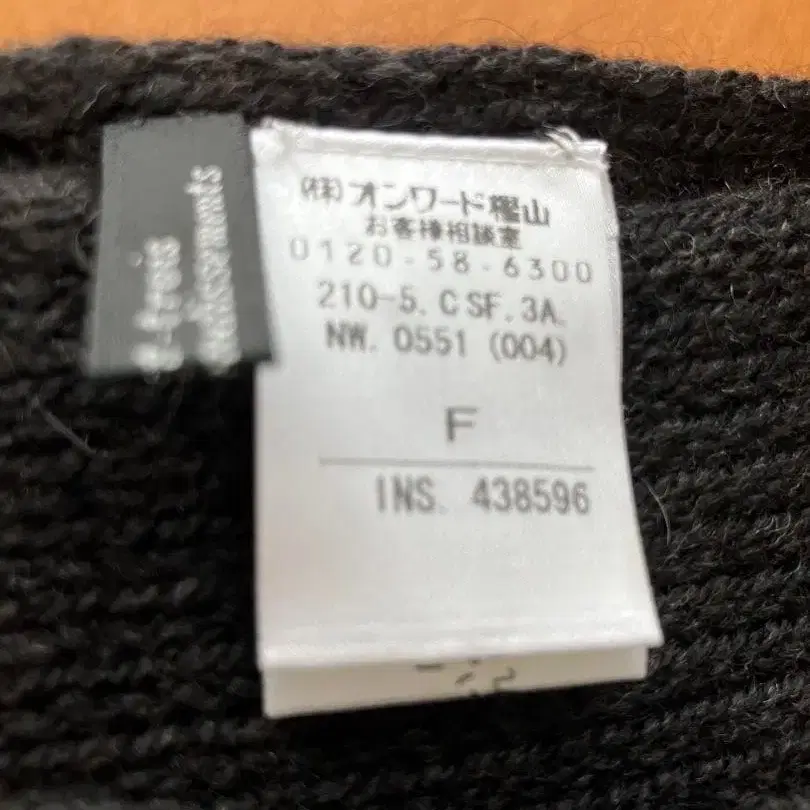 (株)オンワード樫山
お客様相談室
0120-58-6300
210-5.CSF.3A.
NW. 0551 (004)
F
INS. 438596